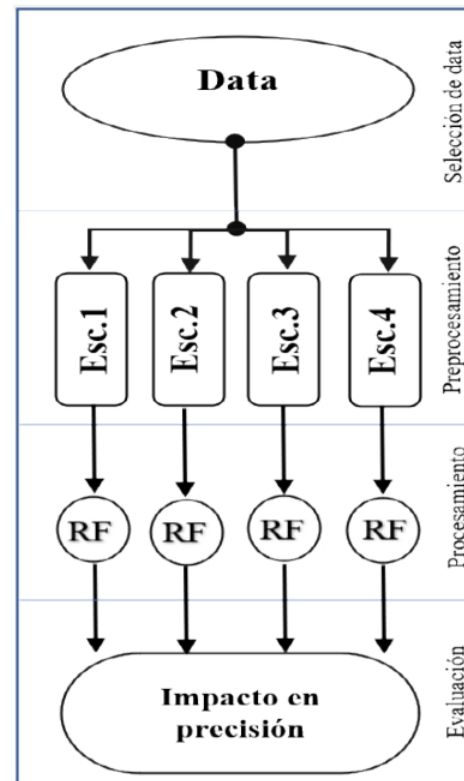 Data
Selección de data
Esc.1
Esc.2
Esc.3
Esc.4
Preprocesamiento
RF
RF
RF
RF
Procesamiento
Impacto en
precisión
Evaluación